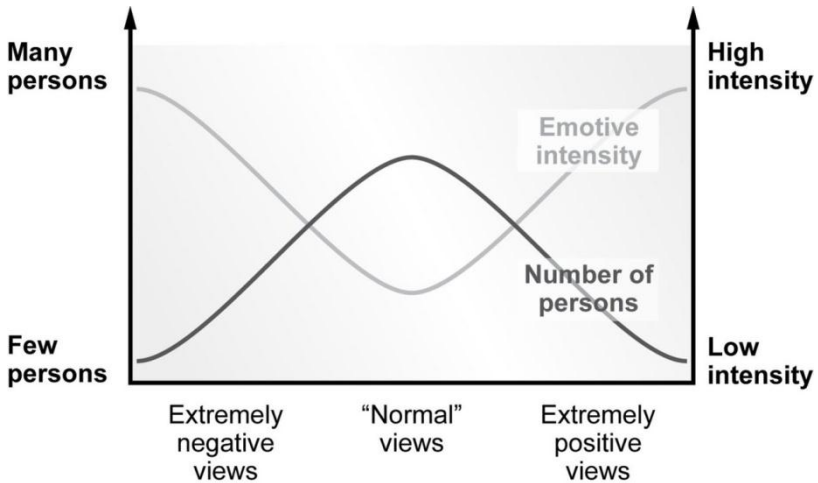 Many
persons
High
intensity
Emotive
intensity
Number of
persons
Few
persons
Low
intensity
Extremely
negative
views
“Normal”
views
Extremely
positive
views